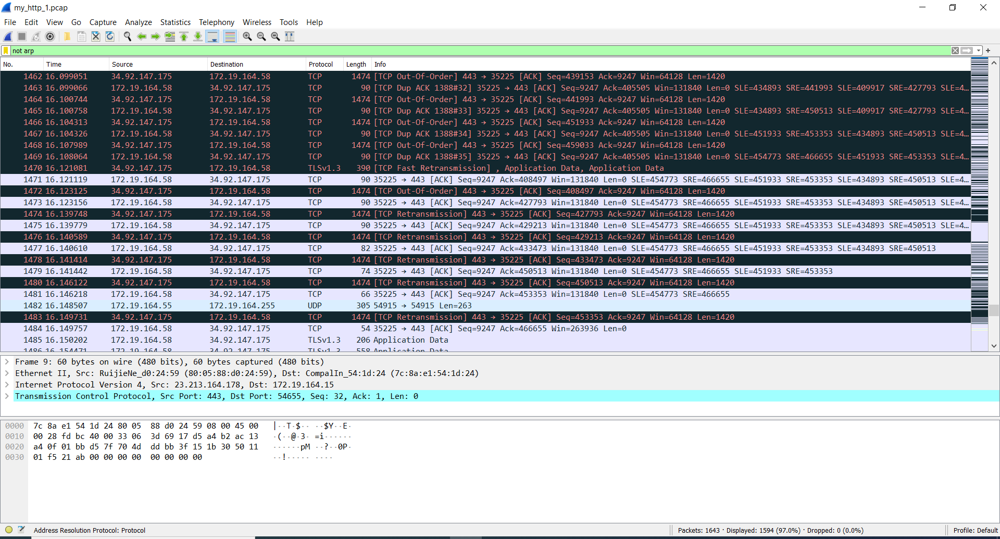 my_http_1.pcap
File Edit View Go Capture Analyze Statistics Telephony Wireless Tools Help
not arp
No. Time Source Destination Protocol Length Info
1462 16.099051 34.92.147.175 172.19.164.58 TCP 1474 [TCP Out-Of-Order] 443 → 35225 [ACK] Seq=439153 Ack=9247 Win=64128 Len=1420
1463 16.099066 172.19.164.58 34.92.147.175 TCP 90 [TCP Dup ACK 1388#32] 35225 → 443 [ACK] Seq=9247 Ack=405505 Win=131840 Len=0 SLE=434893 SRE=441993 SLE=409917 SRE=427793 SLE=4…
1464 16.100744 34.92.147.175 172.19.164.58 TCP 1474 [TCP Out-Of-Order] 443 → 35225 [ACK] Seq=441993 Ack=9247 Win=64128 Len=1420
1465 16.100758 172.19.164.58 34.92.147.175 TCP 90 [TCP Dup ACK 1388#33] 35225 → 443 [ACK] Seq=9247 Ack=405505 Win=131840 Len=0 SLE=434893 SRE=450513 SLE=409917 SRE=427793 SLE=4…
1466 16.104313 34.92.147.175 172.19.164.58 TCP 1474 [TCP Out-Of-Order] 443 → 35225 [ACK] Seq=451933 Ack=9247 Win=64128 Len=1420
1467 16.104326 172.19.164.58 34.92.147.175 TCP 90 [TCP Dup ACK 1388#34] 35225 → 443 [ACK] Seq=9247 Ack=405505 Win=131840 Len=0 SLE=451933 SRE=453353 SLE=434893 SRE=450513 SLE=4…
1468 16.107989 34.92.147.175 172.19.164.58 TCP 1474 [TCP Out-Of-Order] 443 → 35225 [ACK] Seq=459033 Ack=9247 Win=64128 Len=1420
1469 16.108064 172.19.164.58 34.92.147.175 TCP 90 [TCP Dup ACK 1388#35] 35225 → 443 [ACK] Seq=9247 Ack=405505 Win=131840 Len=0 SLE=454773 SRE=466655 SLE=451933 SRE=453353 SLE=4…
1470 16.121081 34.92.147.175 172.19.164.58 TLSv1.3 390 [TCP Fast Retransmission] , Application Data, Application Data
1471 16.121119 172.19.164.58 34.92.147.175 TCP 90 35225 → 443 [ACK] Seq=9247 Ack=408497 Win=131840 Len=0 SLE=454773 SRE=466655 SLE=451933 SRE=453353 SLE=434893 SRE=450513 SLE=4…
1472 16.123125 34.92.147.175 172.19.164.58 TCP 1474 [TCP Out-Of-Order] 443 → 35225 [ACK] Seq=408497 Ack=9247 Win=64128 Len=1420
1473 16.123156 172.19.164.58 34.92.147.175 TCP 90 35225 → 443 [ACK] Seq=9247 Ack=427793 Win=131840 Len=0 SLE=454773 SRE=466655 SLE=451933 SRE=453353 SLE=434893 SRE=450513 SLE=4…
1474 16.139748 34.92.147.175 172.19.164.58 TCP 1474 [TCP Retransmission] 443 → 35225 [ACK] Seq=427793 Ack=9247 Win=64128 Len=1420
1475 16.139779 172.19.164.58 34.92.147.175 TCP 90 35225 → 443 [ACK] Seq=9247 Ack=429213 Win=131840 Len=0 SLE=454773 SRE=466655 SLE=451933 SRE=453353 SLE=434893 SRE=450513 SLE=4…
1476 16.140589 34.92.147.175 172.19.164.58 TCP 1474 [TCP Retransmission] 443 → 35225 [ACK] Seq=429213 Ack=9247 Win=64128 Len=1420
1477 16.140610 172.19.164.58 34.92.147.175 TCP 82 35225 → 443 [ACK] Seq=9247 Ack=433473 Win=131840 Len=0 SLE=454773 SRE=466655 SLE=451933 SRE=453353 SLE=434893 SRE=450513
1478 16.141414 34.92.147.175 172.19.164.58 TCP 1474 [TCP Retransmission] 443 → 35225 [ACK] Seq=433473 Ack=9247 Win=64128 Len=1420
1479 16.141442 172.19.164.58 34.92.147.175 TCP 74 35225 → 443 [ACK] Seq=9247 Ack=450513 Win=131840 Len=0 SLE=454773 SRE=466655 SLE=451933 SRE=453353
1480 16.146122 34.92.147.175 172.19.164.58 TCP 1474 [TCP Retransmission] 443 → 35225 [ACK] Seq=450513 Ack=9247 Win=64128 Len=1420
1481 16.146218 172.19.164.58 34.92.147.175 TCP 66 35225 → 443 [ACK] Seq=9247 Ack=453353 Win=131840 Len=0 SLE=454773 SRE=466655
1482 16.148507 172.19.164.55 172.19.164.255 UDP 305 54915 → 54915 Len=263
1483 16.149731 34.92.147.175 172.19.164.58 TCP 1474 [TCP Retransmission] 443 → 35225 [ACK] Seq=453353 Ack=9247 Win=64128 Len=1420
1484 16.149757 172.19.164.58 34.92.147.175 TCP 54 35225 → 443 [ACK] Seq=9247 Ack=466655 Win=263936 Len=0
1485 16.150202 172.19.164.58 34.92.147.175 TLSv1.3 206 Application Data
1486 16.154471 172.19.164.58 34.92.147.175 TLSv1.3 558 Application Data
Frame 9: 60 bytes on wire (480 bits), 60 bytes captured (480 bits)
Ethernet II, Src: RuijieNe_d0:24:59 (80:05:88:d0:24:59), Dst: CompalIn_54:1d:24 (7c:8a:e1:54:1d:24)
Internet Protocol Version 4, Src: 23.213.164.178, Dst: 172.19.164.15
Transmission Control Protocol, Src Port: 443, Dst Port: 54655, Seq: 32, Ack: 1, Len: 0
0000 7c 8a e1 54 1d 24 80 05 88 d0 24 59 08 00 45 00 |··T·$·· ··$Y··E·
0010 00 28 fd bc 40 00 33 06 3d 69 17 d5 a4 b2 ac 13 ·(··@·3· =i······
0020 a4 0f 01 bb d5 7f 70 4d dd bb 3f 15 1b 30 50 11 ······pM ··?··0P·
0030 01 f5 21 ab 00 00 00 00 00 00 00 00 ··!····· ····
Address Resolution Protocol: Protocol
Packets: 1643 · Displayed: 1594 (97.0%) · Dropped: 0 (0.0%)
Profile: Default